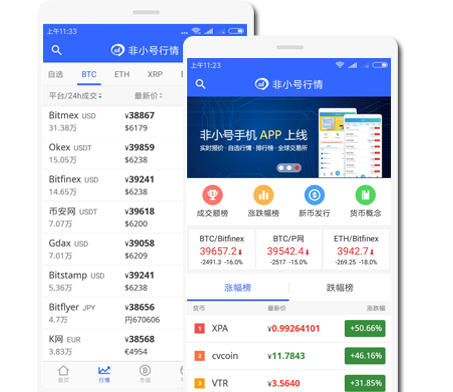 上午11:33
非小号行情
自选 BTC ETH XRP
平台/24h成交 最新价
Bitmex USD ¥38867
31.38万 $6179
Okex USDT ¥39859
15.05万 $6238
Bitfinex USD ¥39241
14.65万 $6238
币安网 USDT ¥39618
7.07万 $6200
Gdax USD ¥39058
7.01万 $6209
Bitstamp USD ¥39241
5.36万 $6238
Bitflyer JPY ¥38656
4.7万 円670606
K网 EUR ¥38568
3.83万 €4954
首页 行情 币圈
上午11:23
非小号行情
非小号手机 APP 上线
实时报价 · 自选行情 · 排行榜 · 全球交易所
成交额榜 涨跌幅榜 新币发行 货币概念
BTC/Bitfinex BTC/P网 ETH/Bitfinex
39657.2↓ 39542.4↓ 3942.7↓
-2491.3 -16.0% -2517 -15.0% -269.25 -18.0%
涨幅榜 跌幅榜
货币 最新价 涨跌幅
1 XPA ¥0.99264101 +50.66%
2 cvcoin ¥11.7843 +46.16%
3 VTR ¥3.5640 +31.85%